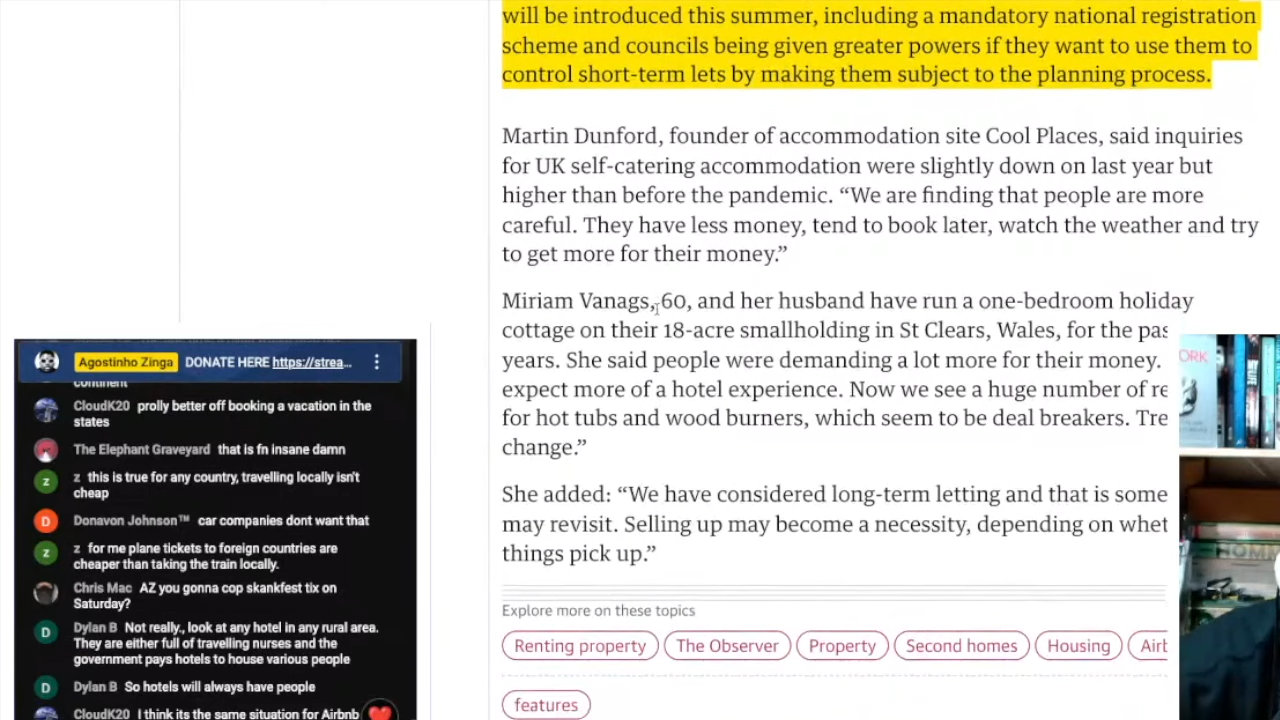 will be introduced this summer, including a mandatory national registration
scheme and councils being given greater powers if they want to use them to
control short-term lets by making them subject to the planning process.
Martin Dunford, founder of accommodation site Cool Places, said inquiries
for UK self-catering accommodation were slightly down on last year but
higher than before the pandemic. “We are finding that people are more
careful. They have less money, tend to book later, watch the weather and try
to get more for their money.”
Miriam Vanags, 60, and her husband have run a one-bedroom holiday
cottage on their 18-acre smallholding in St Clears, Wales, for the pas
years. She said people were demanding a lot more for their money.
expect more of a hotel experience. Now we see a huge number of re
for hot tubs and wood burners, which seem to be deal breakers. Tre
change.”
She added: “We have considered long-term letting and that is some
may revisit. Selling up may become a necessity, depending on whet
things pick up.”
Explore more on these topics
Renting property
The Observer
Property
Second homes
Housing
Airb
features
Agostinho Zinga DONATE HERE https://strea...
continent
CloudK20 prolly better off booking a vacation in the
states
The Elephant Graveyard that is fn insane damn
z this is true for any country, travelling locally isn't
cheap
Donavon Johnson™ car companies dont want that
z for me plane tickets to foreign countries are
cheaper than taking the train locally.
Chris Mac AZ you gonna cop skankfest tix on
Saturday?
Dylan B Not really., look at any hotel in any rural area.
They are either full of travelling nurses and the
government pays hotels to house various people
Dylan B So hotels will always have people
CloudK20 I think its the same situation for Airbnb
ORK